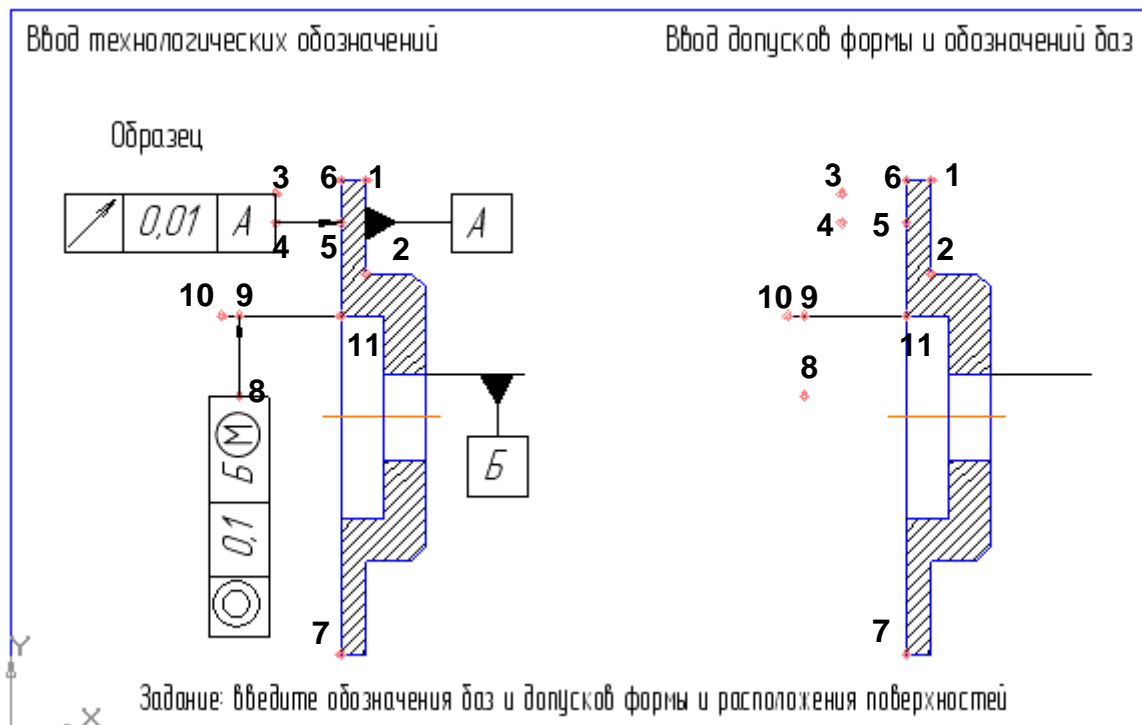 Ввод технологических обозначений
Ввод допусков формы и обозначений баз
Образец
3 6 1
0,01 А А
4 5 2
10 9
11
8
Б М
0,1
Б
7
3 6 1
4 5
2
10 9
11
8
7
Y
X
Задание: введите обозначения баз и допусков формы и расположения поверхностей